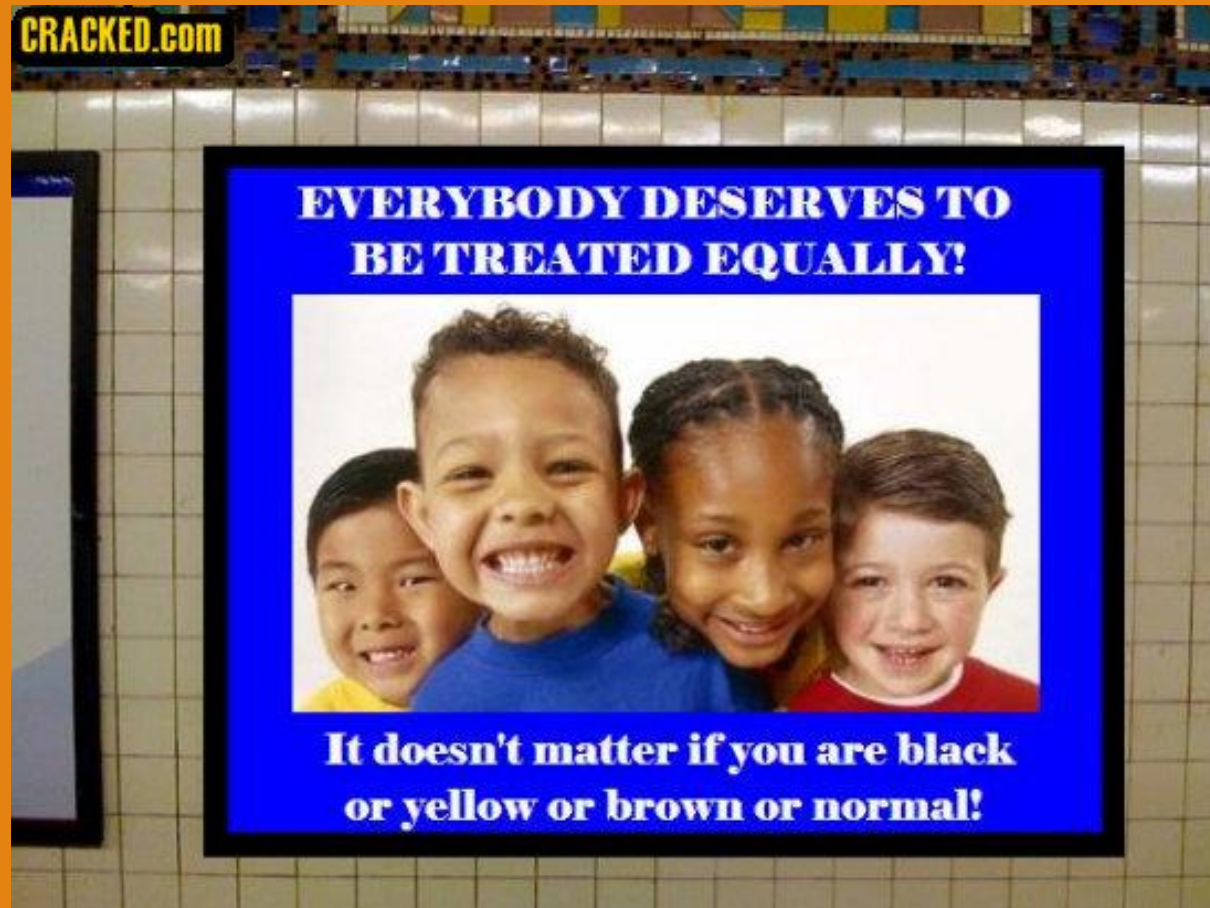 CRACKED.com
EVERYBODY DESERVES TO
BE TREATED EQUALLY!
It doesn't matter if you are black
or yellow or brown or normal!